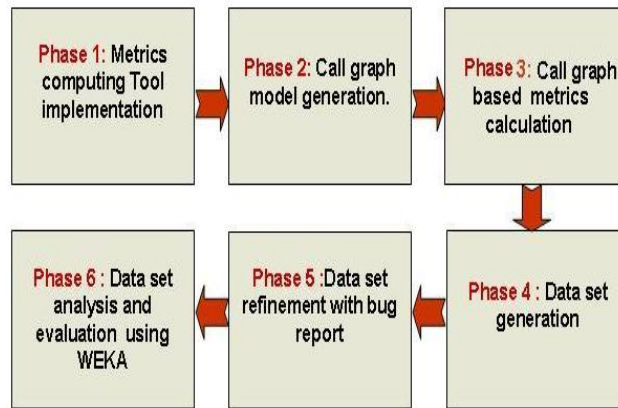 Phase 1: Metrics
computing Tool
implementation
Phase 2: Call graph
model generation.
Phase 3: Call graph
based metrics
calculation
Phase 4 : Data set
generation
Phase 5 :Data set
refinement with bug
report
Phase 6 : Data set
analysis and
evaluation using
WEKA